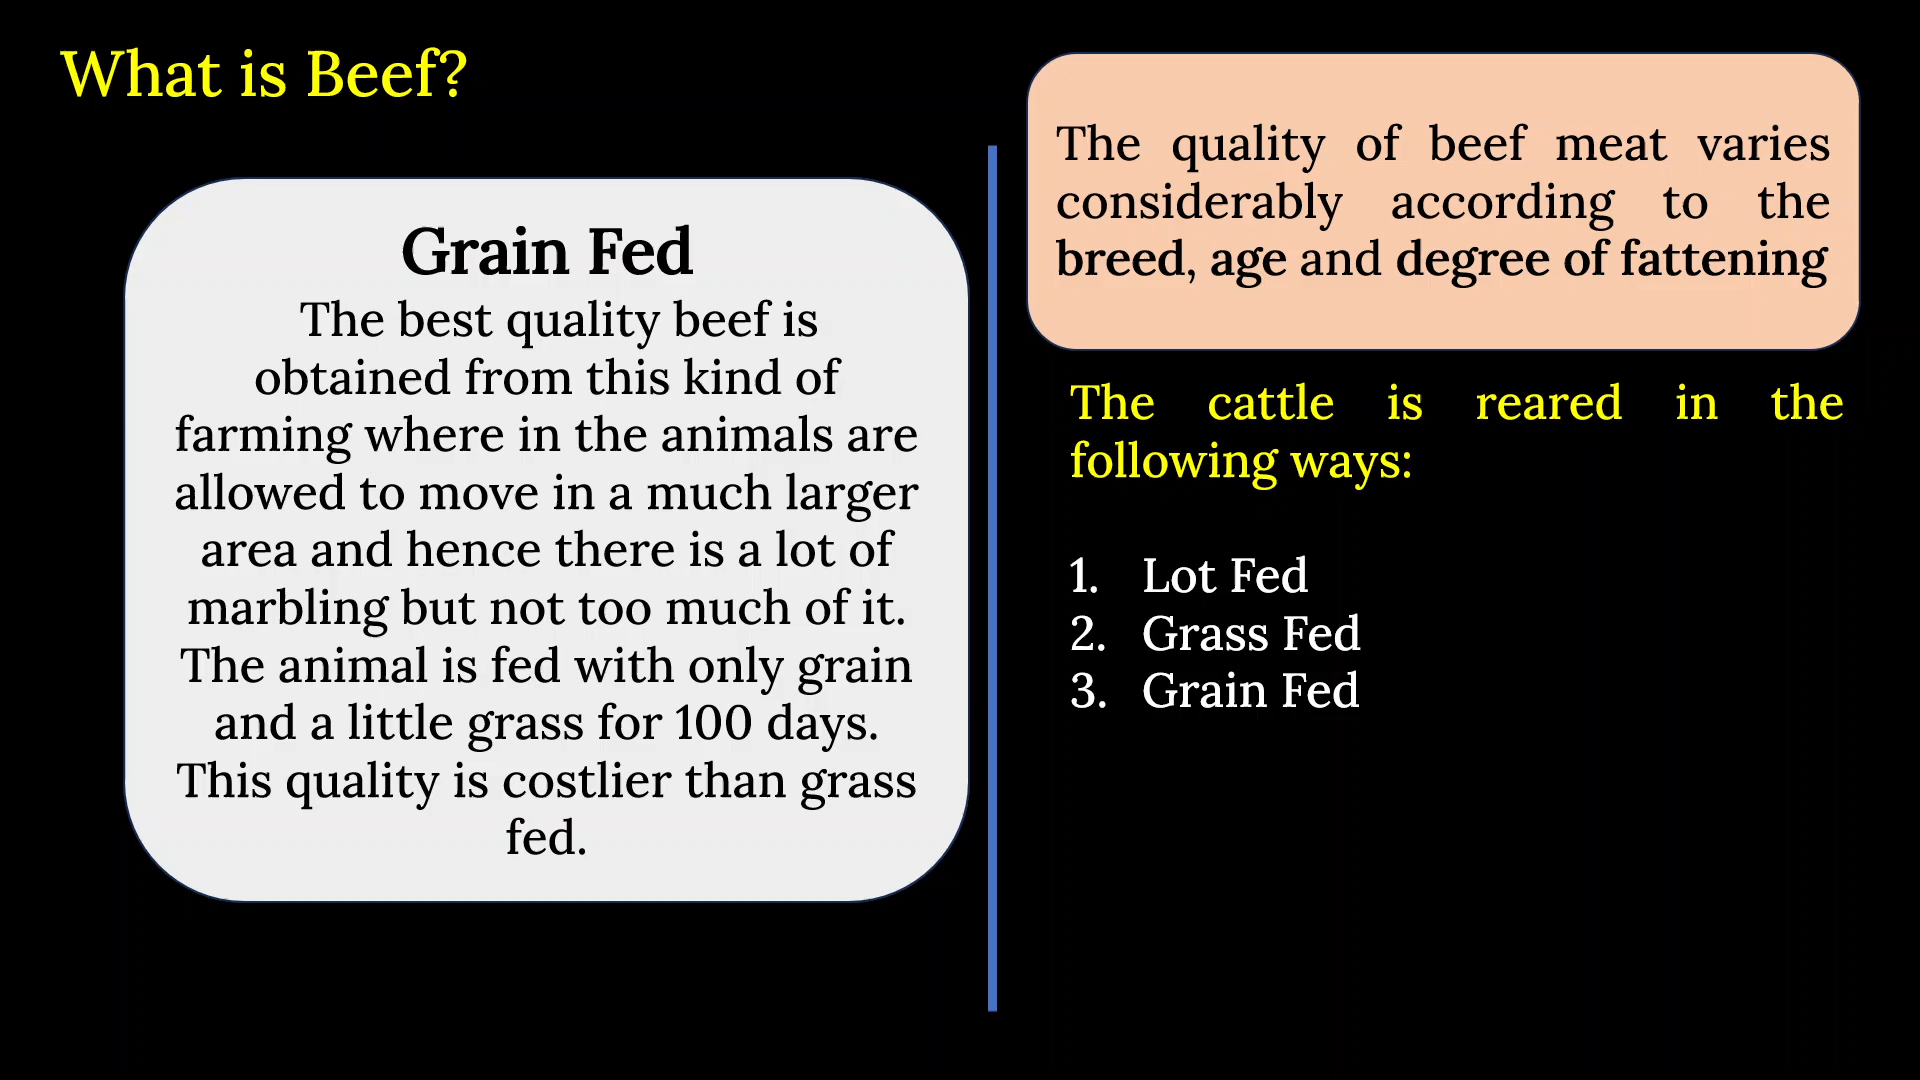 What is Beef?
Grain Fed
The best quality beef is
obtained from this kind of
farming where in the animals are
allowed to move in a much larger
area and hence there is a lot of
marbling but not too much of it.
The animal is fed with only grain
and a little grass for 100 days.
This quality is costlier than grass
fed.
The quality of beef meat varies
considerably according to the
breed, age and degree of fattening
The cattle is reared in the
following ways:
1. Lot Fed
2. Grass Fed
3. Grain Fed